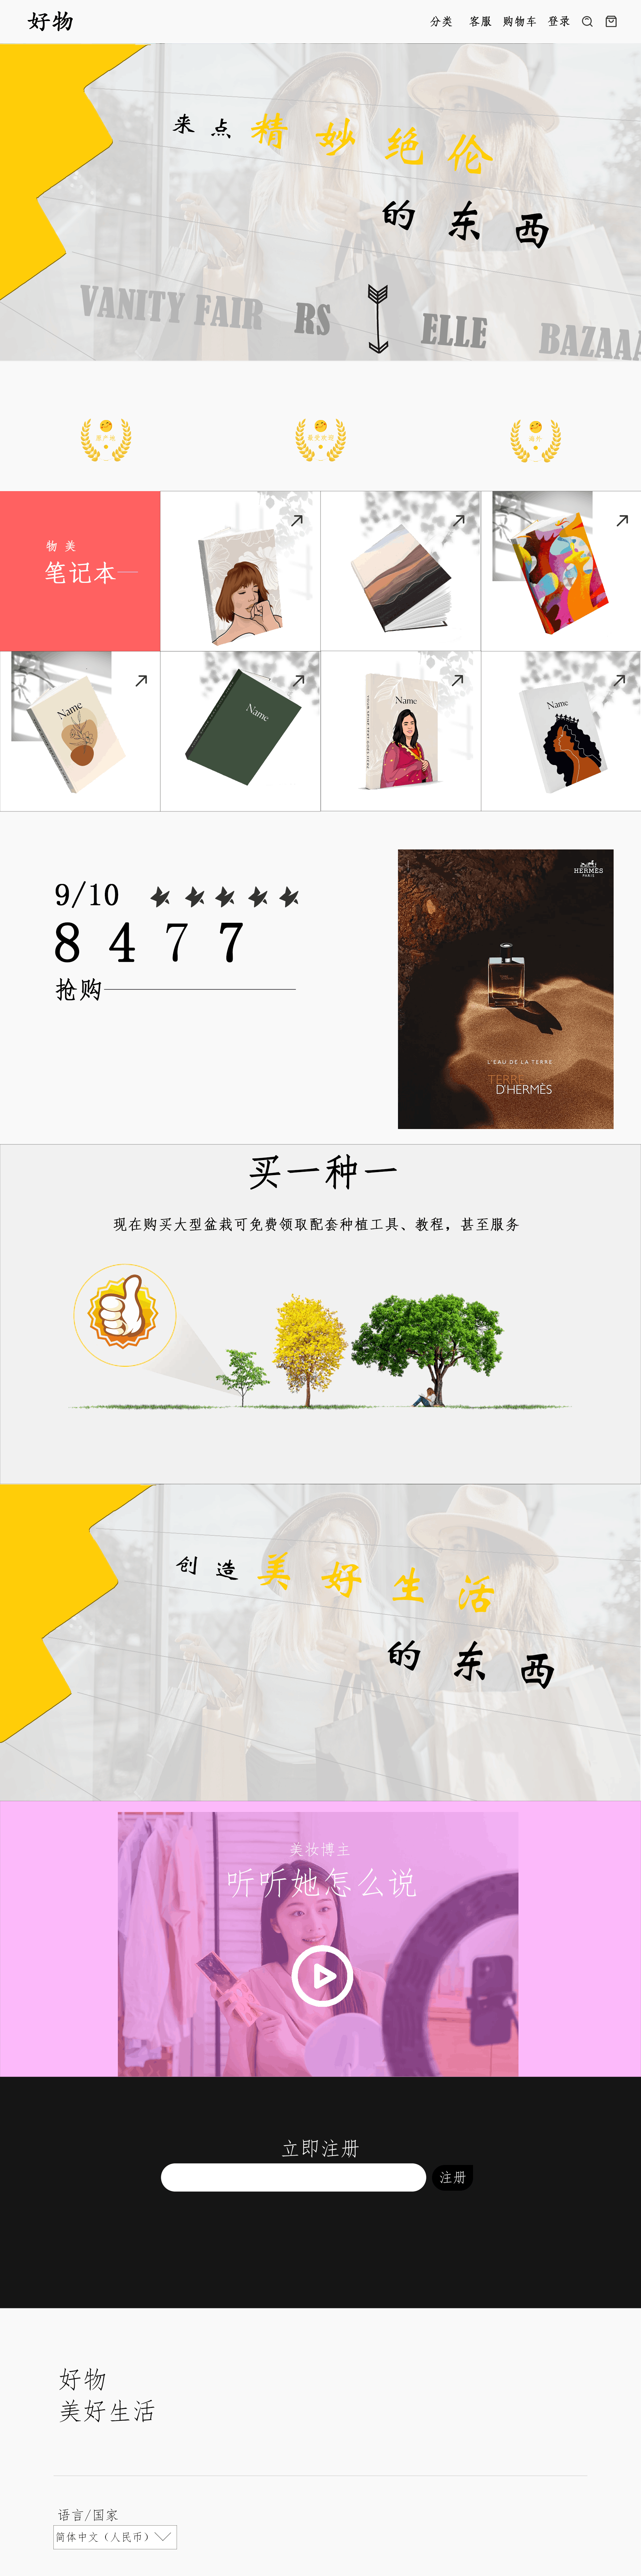 好物
分类 客服 购物车 登录
来点精妙绝伦
的东西
VANITY FAIR RS ELLE BAZAAA
原产地
物美
笔记本
Name
Name
Name
Name
9/10
8477
抢购
HERMÈS
PARIS
L'EAU DE LA TERRE
TERRE
D'HERMÈS
买一种一
现在购买大型盆栽可免费领取配套种植工具、教程，甚至服务
创造美好生活
的东西
美妆博主
听听她怎么说
立即注册
注册
好物
美好生活
语言/国家
简体中文（人民币）